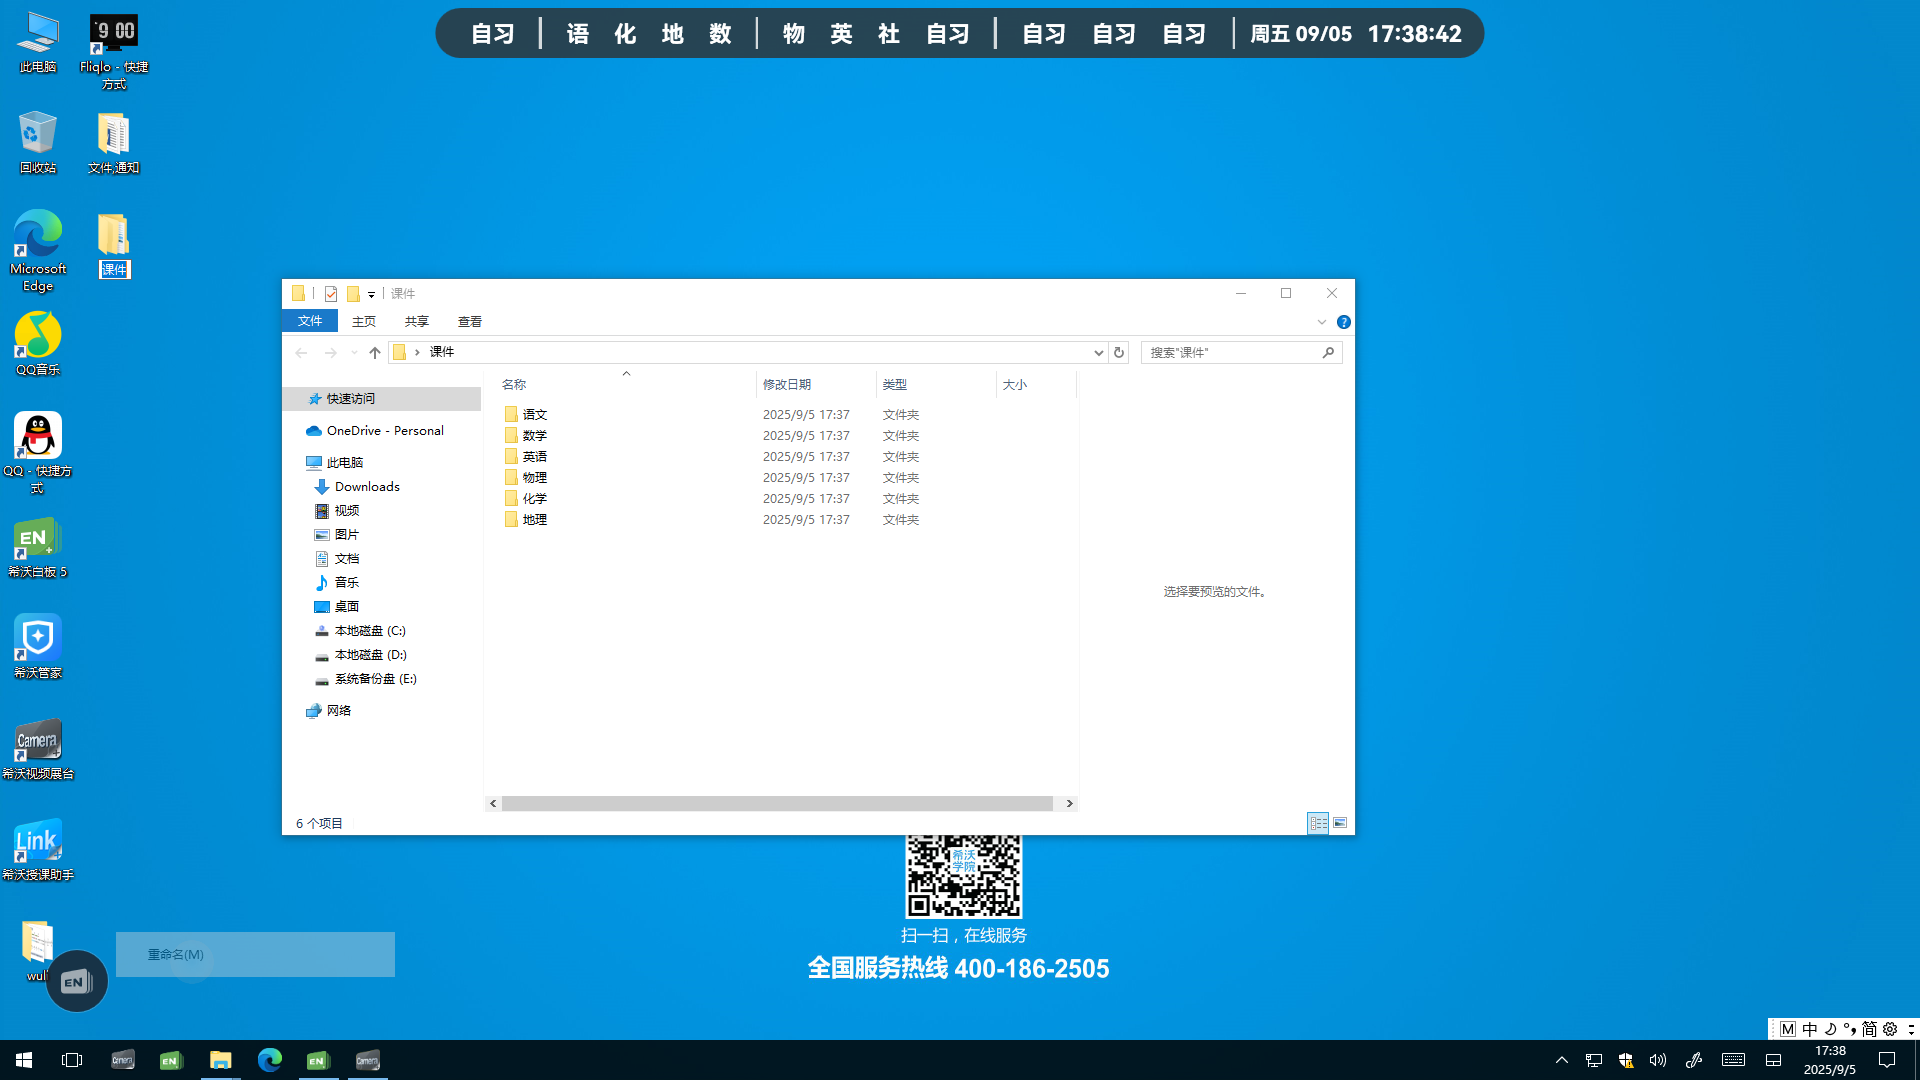 自习 | 语 化 地 数 | 物 英 社 自习 | 自习 自习 自习 | 周五 09/05 17:38:42
此电脑
9 00
Fliqlo - 快捷
方式
回收站
文件,通知
Microsoft
Edge
课件
QQ音乐
QQ - 快捷方
式
EN
希沃白板 5
希沃管家
Camera
希沃视频展台
Link
希沃授课助手
wuli
EN
重命名(M)
课件
文件 主页 共享 查看
课件
搜索"课件"
快速访问
OneDrive - Personal
此电脑
Downloads
视频
图片
文档
音乐
桌面
本地磁盘 (C:)
本地磁盘 (D:)
系统备份盘 (E:)
网络
名称 修改日期 类型 大小
语文 2025/9/5 17:37 文件夹
数学 2025/9/5 17:37 文件夹
英语 2025/9/5 17:37 文件夹
物理 2025/9/5 17:37 文件夹
化学 2025/9/5 17:37 文件夹
地理 2025/9/5 17:37 文件夹
选择要预览的文件。
6 个项目
希沃
学院
扫一扫，在线服务
全国服务热线 400-186-2505
M 中 简
Camera EN EN Camera
17:38
2025/9/5